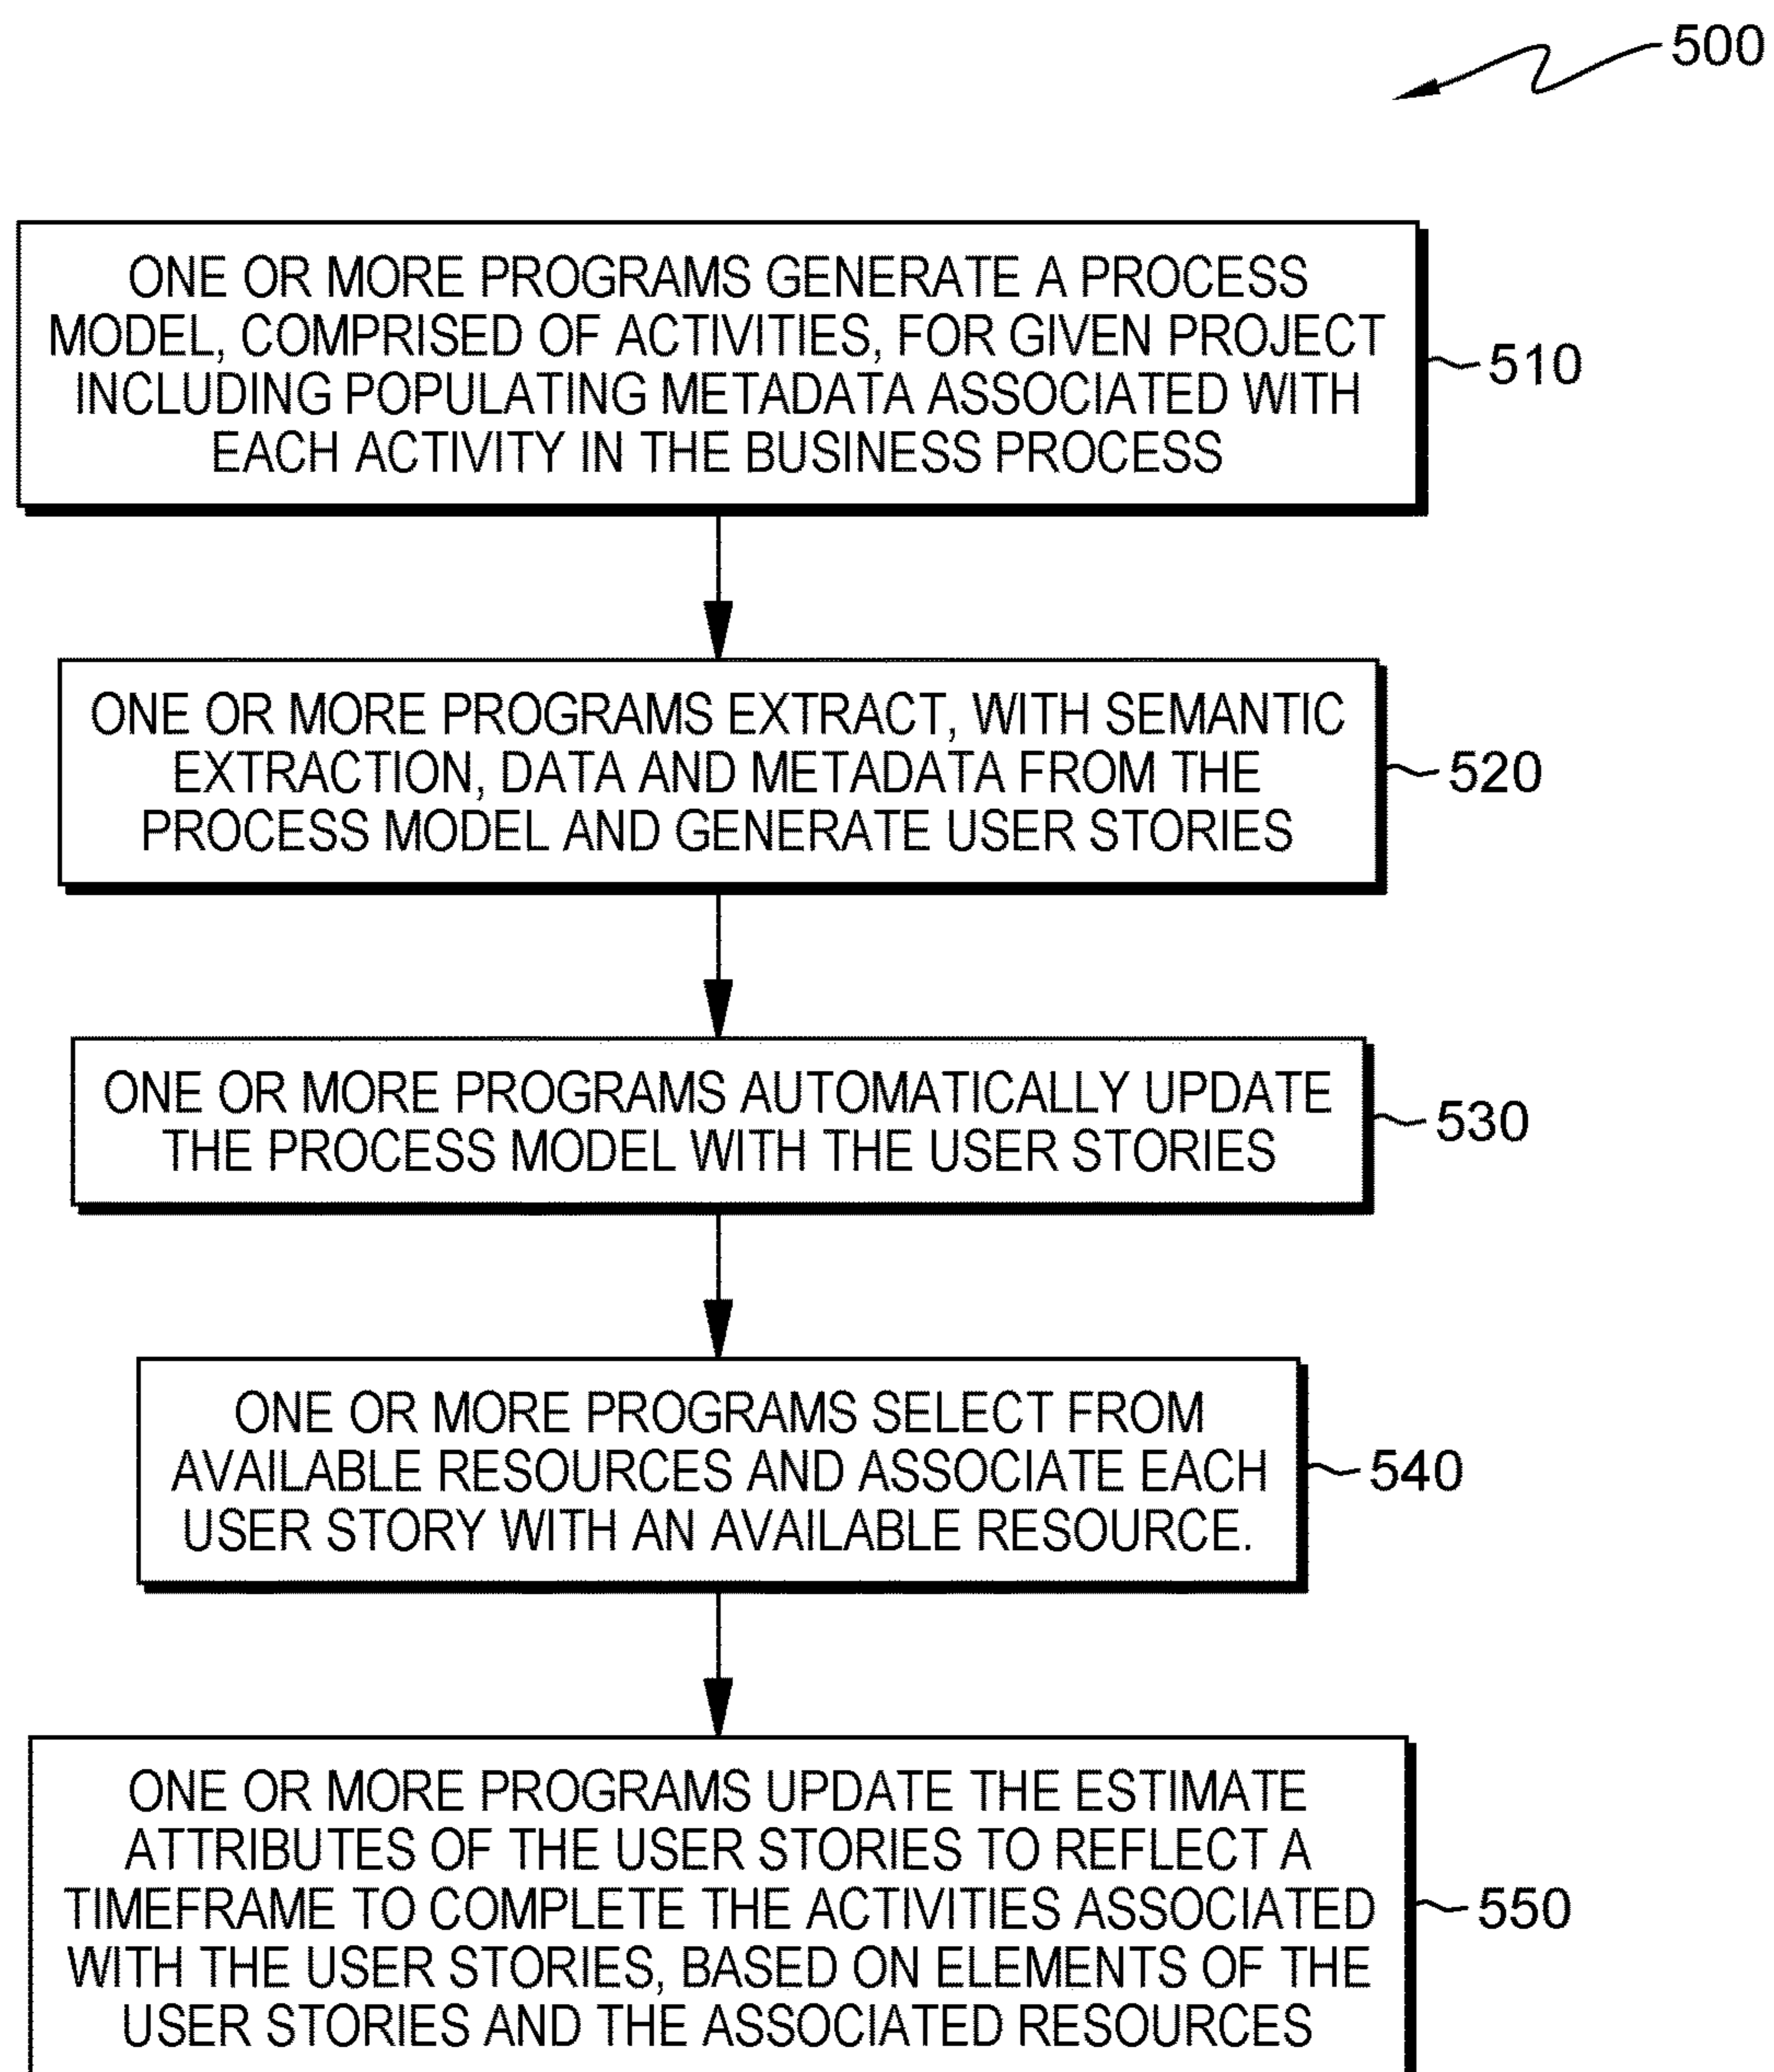 500
ONE OR MORE PROGRAMS GENERATE A PROCESS
MODEL, COMPRISED OF ACTIVITIES, FOR GIVEN PROJECT
INCLUDING POPULATING METADATA ASSOCIATED WITH
EACH ACTIVITY IN THE BUSINESS PROCESS
510
ONE OR MORE PROGRAMS EXTRACT, WITH SEMANTIC
EXTRACTION, DATA AND METADATA FROM THE
PROCESS MODEL AND GENERATE USER STORIES
520
ONE OR MORE PROGRAMS AUTOMATICALLY UPDATE
THE PROCESS MODEL WITH THE USER STORIES
530
ONE OR MORE PROGRAMS SELECT FROM
AVAILABLE RESOURCES AND ASSOCIATE EACH
USER STORY WITH AN AVAILABLE RESOURCE.
540
ONE OR MORE PROGRAMS UPDATE THE ESTIMATE
ATTRIBUTES OF THE USER STORIES TO REFLECT A
TIMEFRAME TO COMPLETE THE ACTIVITIES ASSOCIATED
WITH THE USER STORIES, BASED ON ELEMENTS OF THE
USER STORIES AND THE ASSOCIATED RESOURCES
550